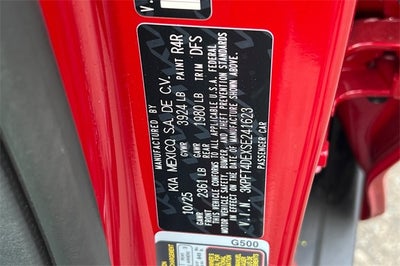 MANUFACTURED BY
KIA MEXICO, S.A. DE C.V.
10/25 GVWR 3924 LB PAINT R4R
GAWR FRONT 2361 LB GAWR REAR 1980 LB TRIM DFS
THIS VEHICLE CONFORMS TO ALL APPLICABLE U.S.A. FEDERAL
MOTOR VEHICLE SAFETY, BUMPER, AND THEFT PREVENTION STANDARDS
IN EFFECT ON THE DATE OF MANUFACTURE SHOWN ABOVE.
V.I.N. 3KPFT4DEXSE241623
PASSENGER CAR
G500